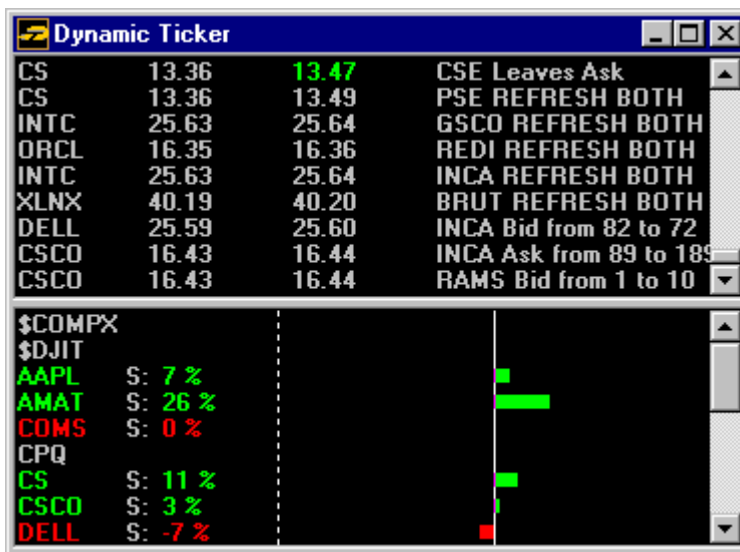 Dynamic Ticker
CS 13.36 13.47 CSE Leaves Ask
CS 13.36 13.49 PSE REFRESH BOTH
INTC 25.63 25.64 GSCO REFRESH BOTH
ORCL 16.35 16.36 REDI REFRESH BOTH
INTC 25.63 25.64 INCA REFRESH BOTH
XLNX 40.19 40.20 BRUT REFRESH BOTH
DELL 25.59 25.60 INCA Bid from 82 to 72
CSCO 16.43 16.44 INCA Ask from 89 to 189
CSCO 16.43 16.44 RAMS Bid from 1 to 10
$COMPX
$DJIT
AAPL S: 7 %
AMAT S: 26 %
COMS S: 0 %
CPQ
CS S: 11 %
CSCO S: 3 %
DELL S: -7 %